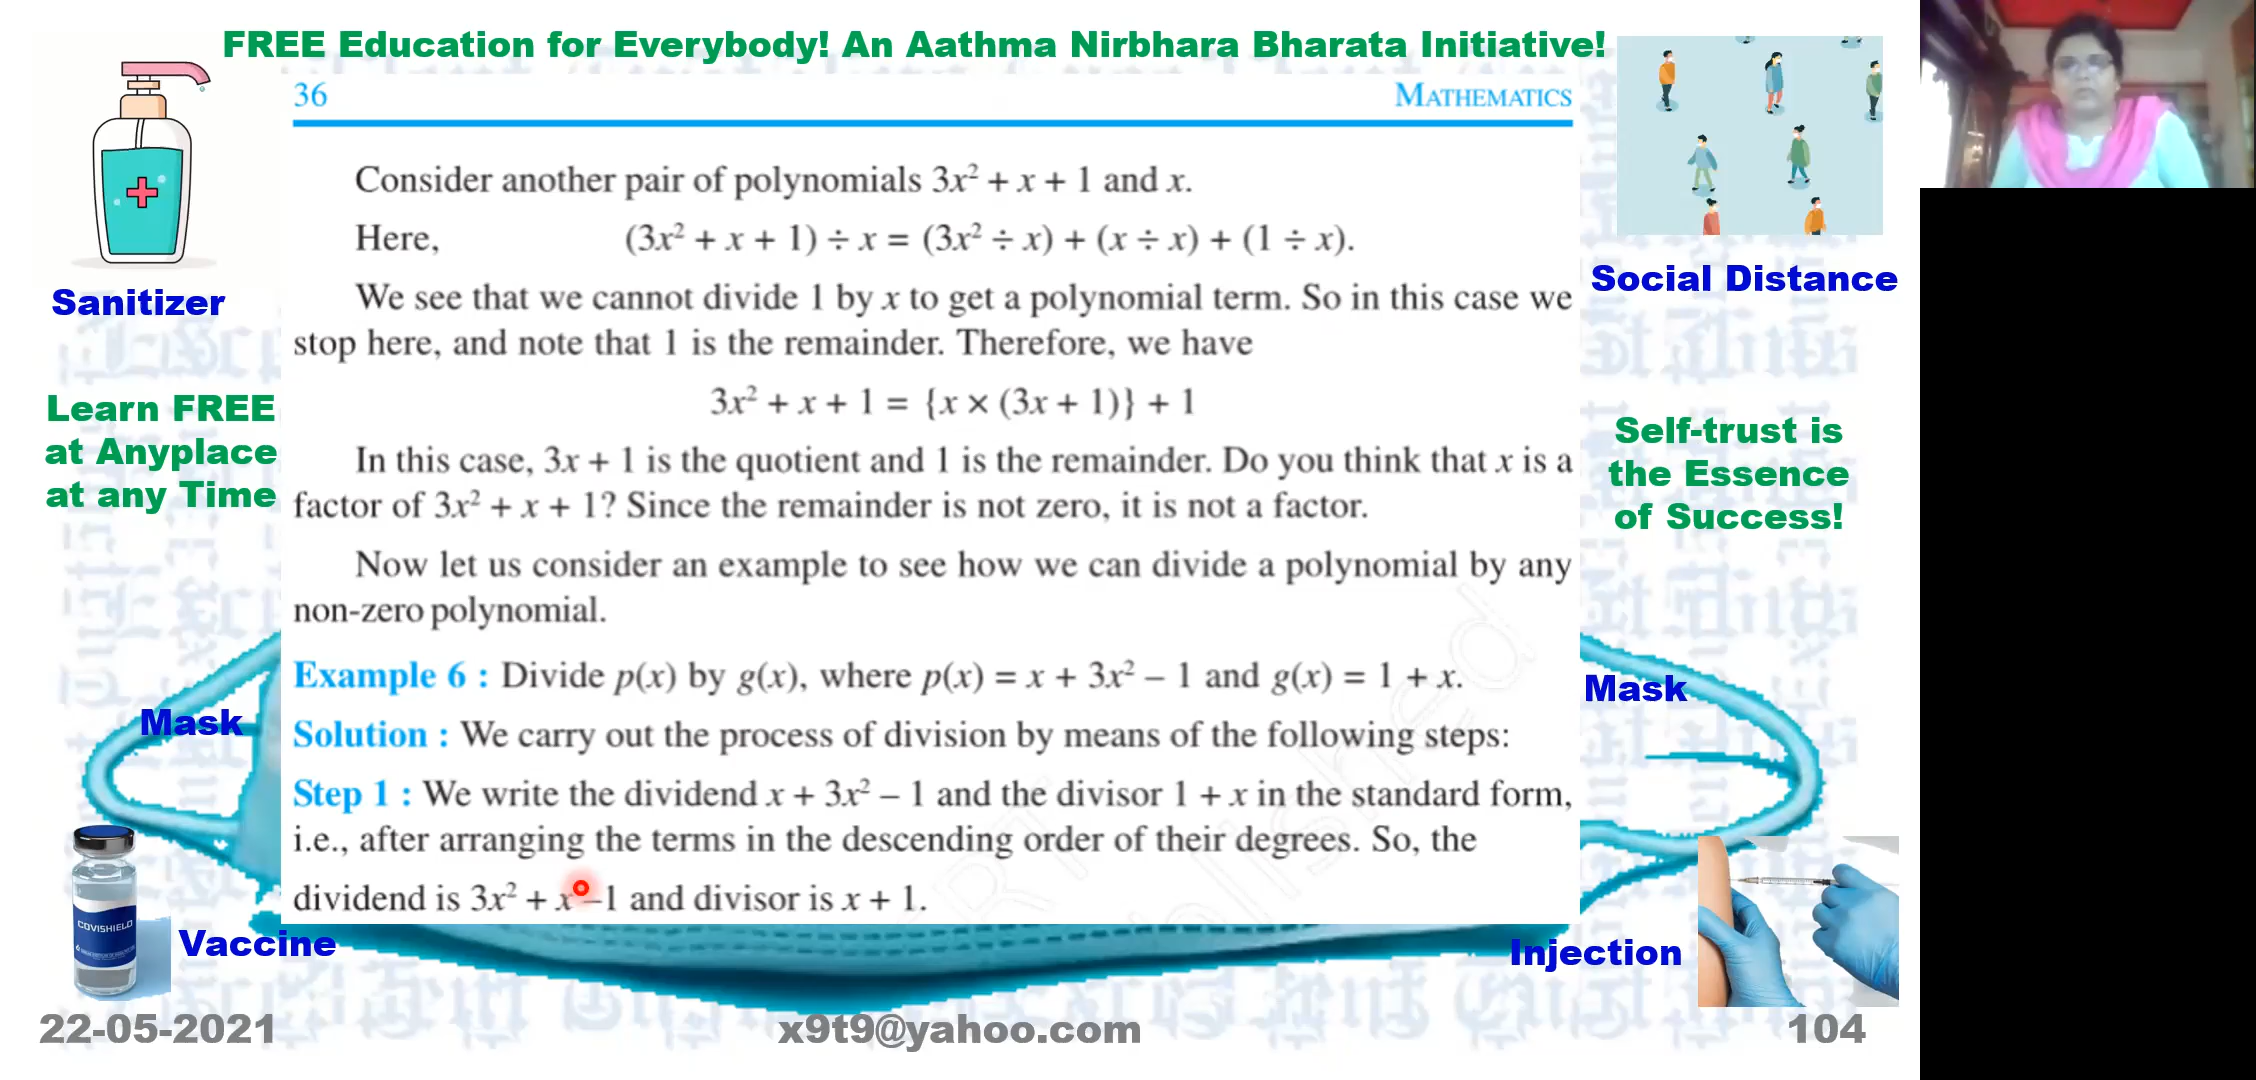 FREE Education for Everybody! An Aathma Nirbhara Bharata Initiative!
36 MATHEMATICS
Consider another pair of polynomials 3x² + x + 1 and x.
Here, (3x² + x + 1) ÷ x = (3x² ÷ x) + (x ÷ x) + (1 ÷ x).
We see that we cannot divide 1 by x to get a polynomial term. So in this case we
stop here, and note that 1 is the remainder. Therefore, we have
3x² + x + 1 = {x × (3x + 1)} + 1
In this case, 3x + 1 is the quotient and 1 is the remainder. Do you think that x is a
factor of 3x² + x + 1? Since the remainder is not zero, it is not a factor.
Now let us consider an example to see how we can divide a polynomial by any
non-zero polynomial.
Example 6 : Divide p(x) by g(x), where p(x) = x + 3x² – 1 and g(x) = 1 + x.
Solution : We carry out the process of division by means of the following steps:
Step 1 : We write the dividend x + 3x² – 1 and the divisor 1 + x in the standard form,
i.e., after arranging the terms in the descending order of their degrees. So, the
dividend is 3x² + x –1 and divisor is x + 1.
Sanitizer
Learn FREE
at Anyplace
at any Time
Mask
COVISHIELD
Vaccine
Social Distance
Self-trust is
the Essence
of Success!
Mask
Injection
22-05-2021
x9t9@yahoo.com
104